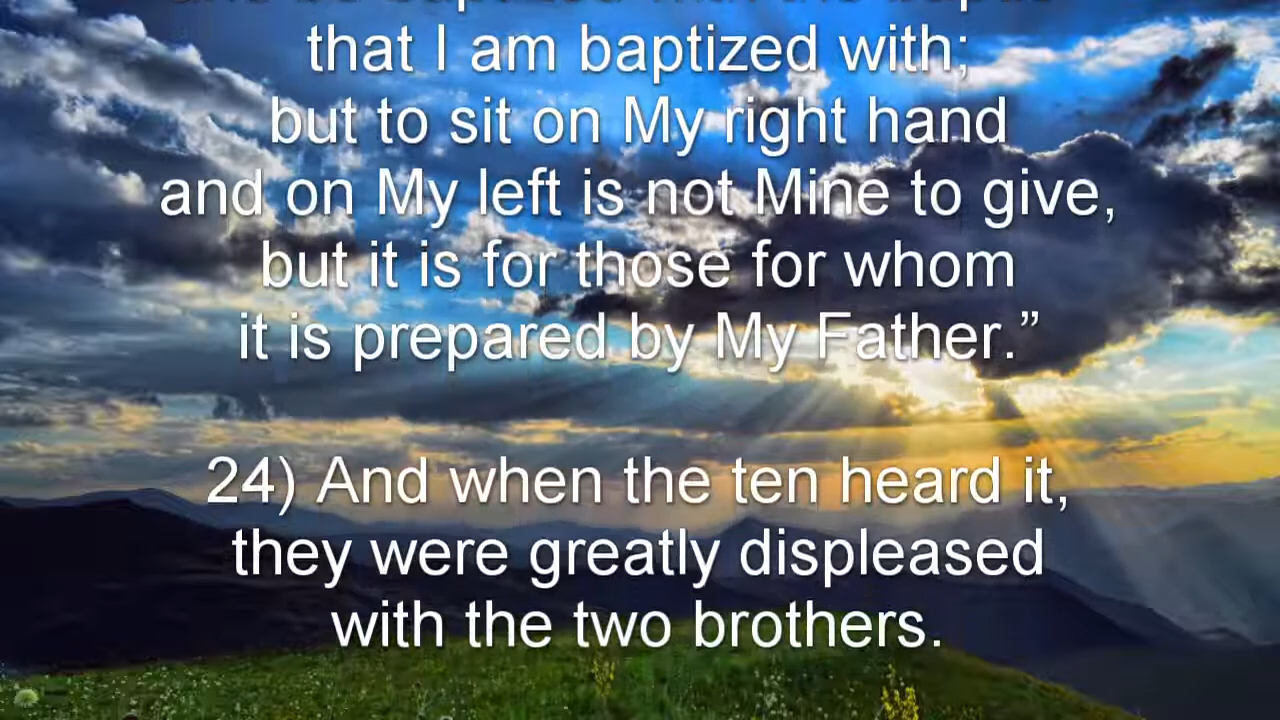 that I am baptized with;
but to sit on My right hand
and on My left is not Mine to give,
but it is for those for whom
it is prepared by My Father.”
24) And when the ten heard it,
they were greatly displeased
with the two brothers.